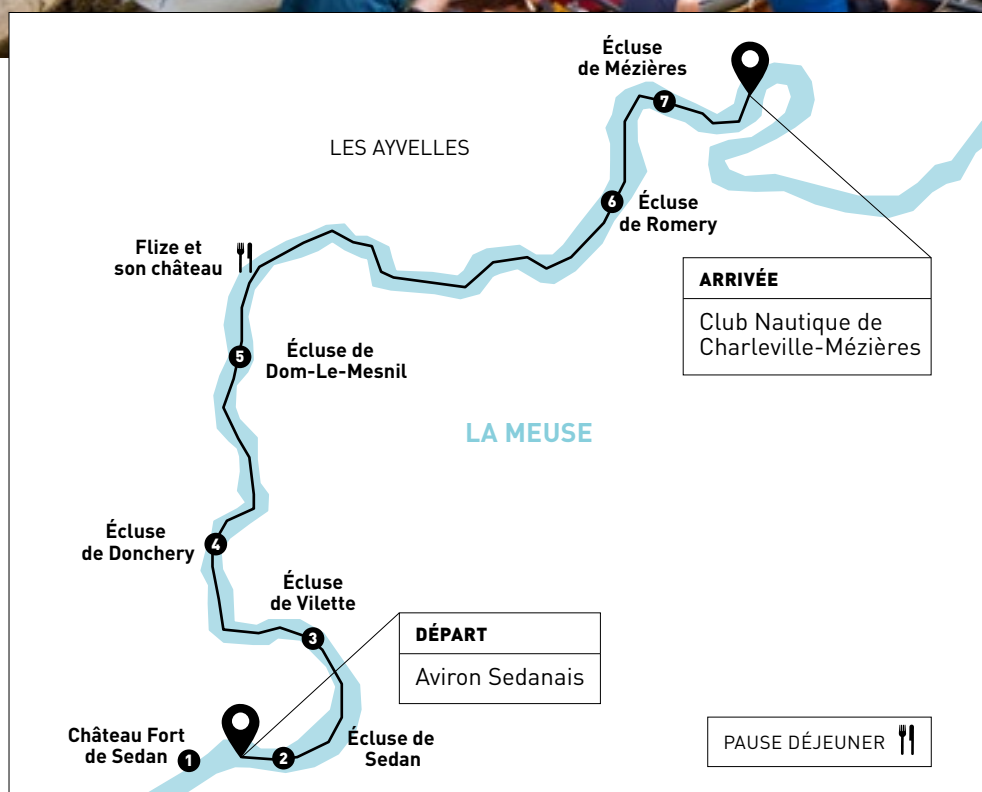 Écluse
de Mézières
7
LES AYVELLES
6
Écluse
de Romery
Flize et
son château
ARRIVÉE
Club Nautique de
Charleville-Mézières
5
Écluse de
Dom-Le-Mesnil
LA MEUSE
Écluse
de Donchery
4
Écluse
de Vilette
3
DÉPART
Aviron Sedanais
Château Fort
de Sedan
1
2
Écluse de
Sedan
PAUSE DÉJEUNER